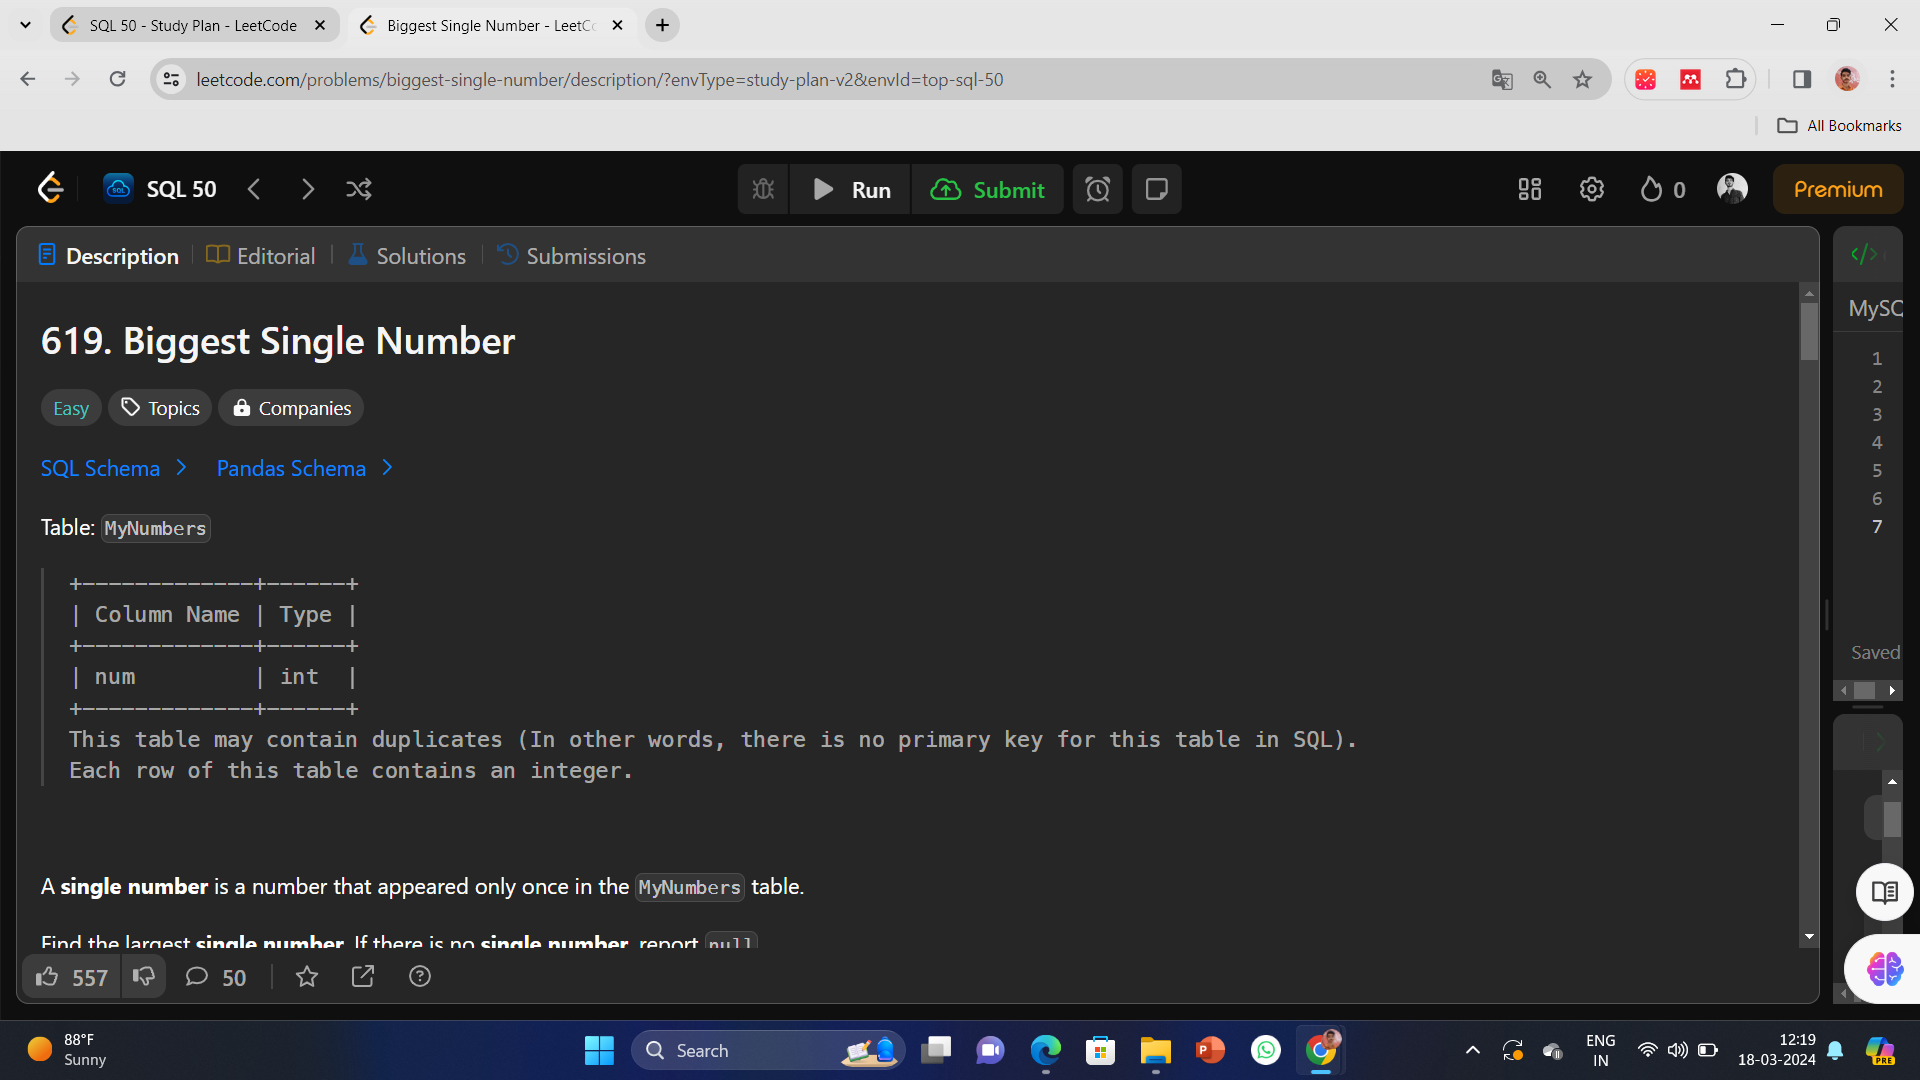 SQL 50 - Study Plan - LeetCode
Biggest Single Number - LeetC
leetcode.com/problems/biggest-single-number/description/?envType=study-plan-v2&envId=top-sql-50
All Bookmarks
SQL 50
Run
Submit
0
Premium
Description
Editorial
Solutions
Submissions
</>
619. Biggest Single Number
MySQ
Easy
Topics
Companies
SQL Schema >
Pandas Schema >
1
2
3
4
5
6
7
Table: MyNumbers
+-------------+------+
| Column Name | Type |
+-------------+------+
| num         | int  |
+-------------+------+
This table may contain duplicates (In other words, there is no primary key for this table in SQL).
Each row of this table contains an integer.
Saved
A single number is a number that appeared only once in the MyNumbers table.
Find the largest single number. If there is no single number, report null
557
50
88°F
Sunny
Search
ENG
IN
12:19
18-03-2024
PRE